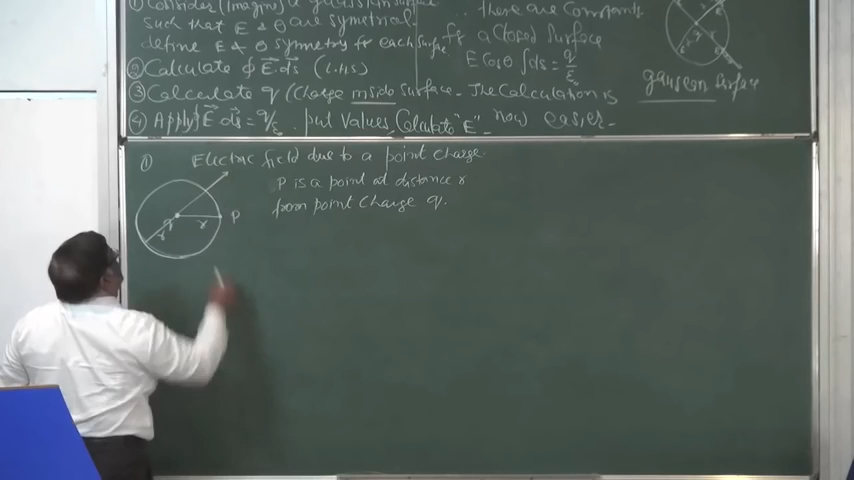 ① Consider (Imagine) a gaussian surface
such that E & θ are symetrical there are Constants
define E & θ symmetry for each surface for a closed surface
② Calculate ∮ E⃗.ds⃗ (L.H.S) E cosθ ∫ds = q/ε₀
③ Calculate q (Charge inside surface - The Calculation is
④ Apply ∫E⃗ ds⃗ = q/ε₀ . put values, Calculate "E" - now easier -
gaussian surface
① Electric field due to a point charge.
P is a point at distance r
from point charge q.
q r P
r